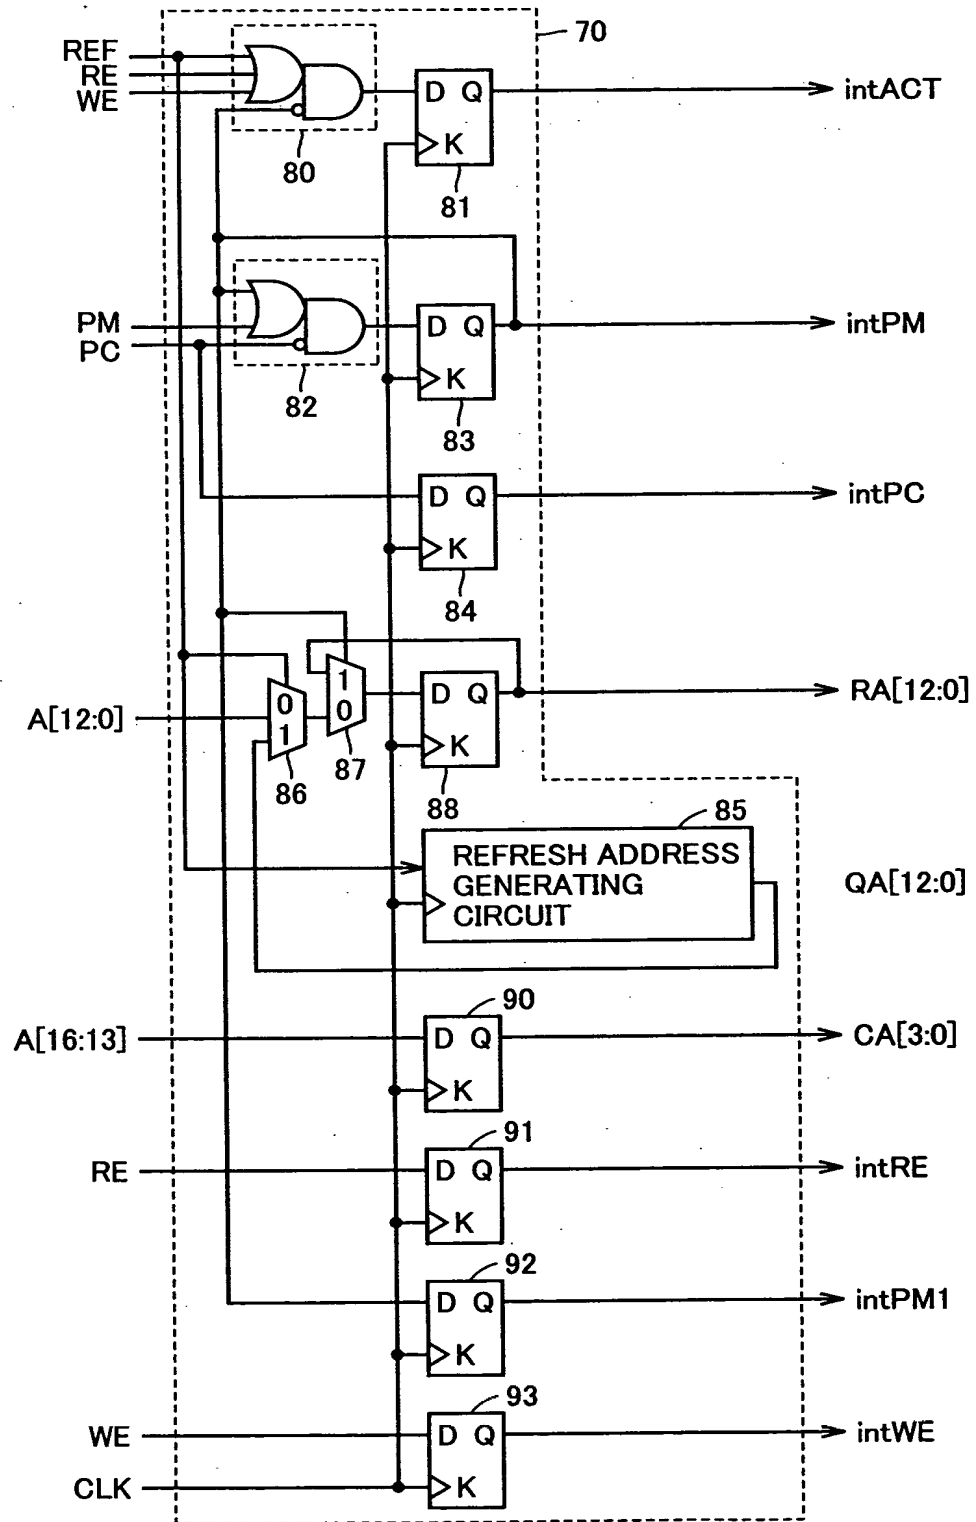 70
REF
RE
WE
80
D Q
K
81
intACT
PM
PC
82
D Q
K
83
intPM
D Q
K
84
intPC
A[12:0]
0
1
86
1
0
87
D Q
K
88
RA[12:0]
85
REFRESH ADDRESS
GENERATING
CIRCUIT
QA[12:0]
A[16:13]
90
D Q
K
CA[3:0]
RE
91
D Q
K
intRE
92
D Q
K
intPM1
WE
93
D Q
K
intWE
CLK